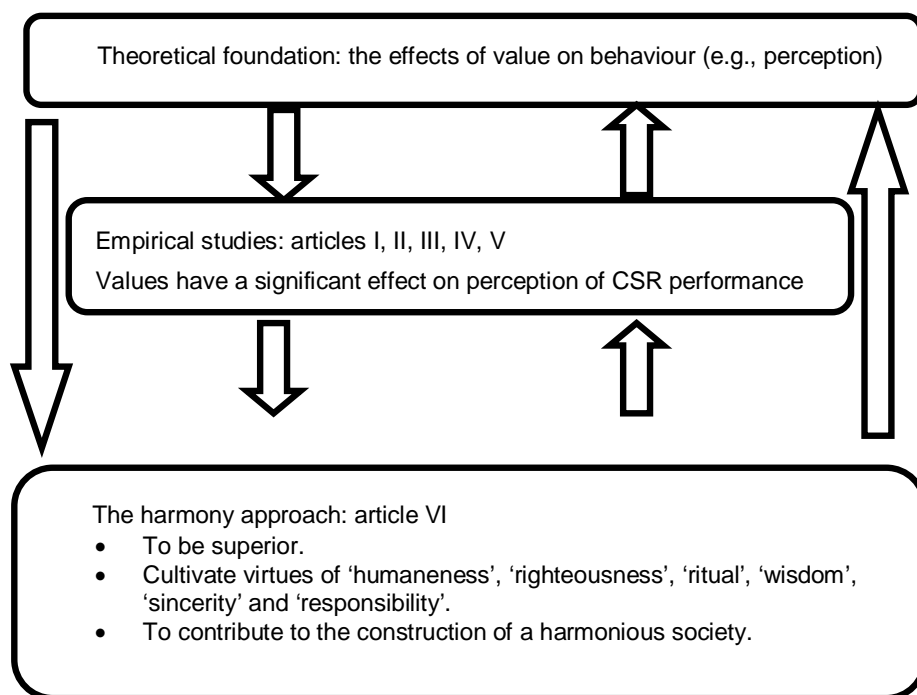 Theoretical foundation: the effects of value on behaviour (e.g., perception)
Empirical studies: articles I, II, III, IV, V
Values have a significant effect on perception of CSR performance
The harmony approach: article VI
• To be superior.
• Cultivate virtues of ‘humaneness’, ‘righteousness’, ‘ritual’, ‘wisdom’,
‘sincerity’ and ‘responsibility’.
• To contribute to the construction of a harmonious society.